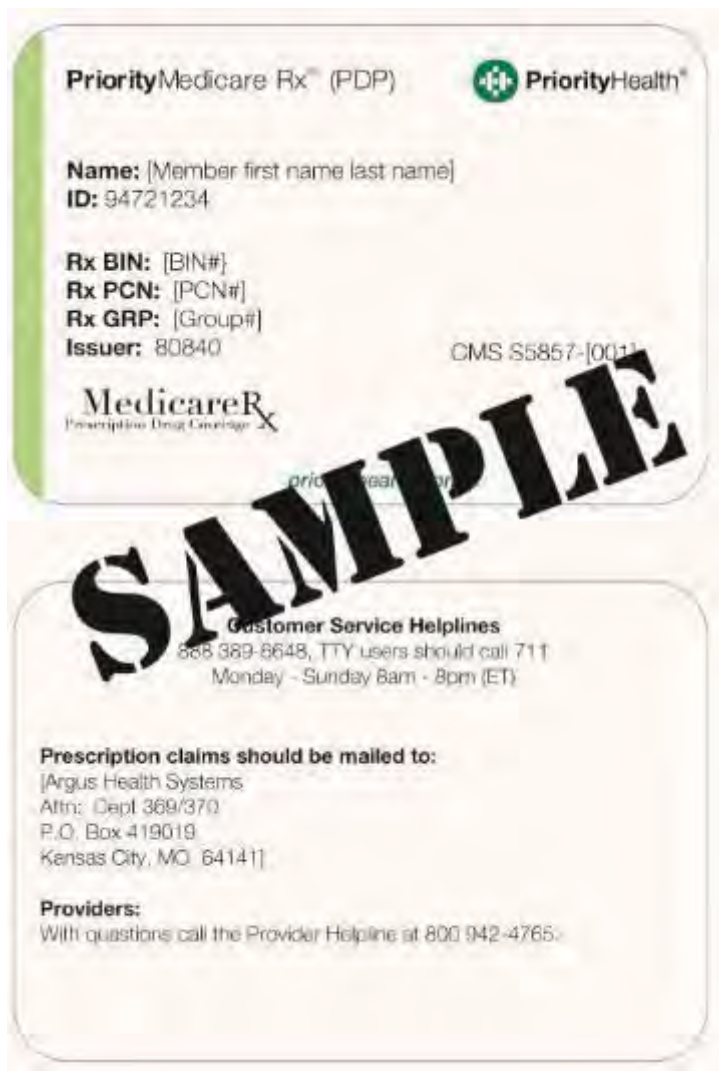 PriorityMedicare Rx® (PDP)
PriorityHealth®
Name: [Member first name last name]
ID: 94721234
Rx BIN: [BIN#}
Rx PCN: [PCN#]
Rx GRP: [Group#]
Issuer: 80840
CMS S5857-[001]
MedicareRx
Prescription Drug Coverage
SAMPLE
Customer Service Helplines
888 389-6648, TTY users should call 711
Monday - Sunday 8am - 8pm (ET)
Prescription claims should be mailed to:
[Argus Health Systems
Attn: Dept 369/370
P.O. Box 419019
Kansas City, MO 64141]
Providers:
With questions call the Provider Helpline at 800 942-4765.